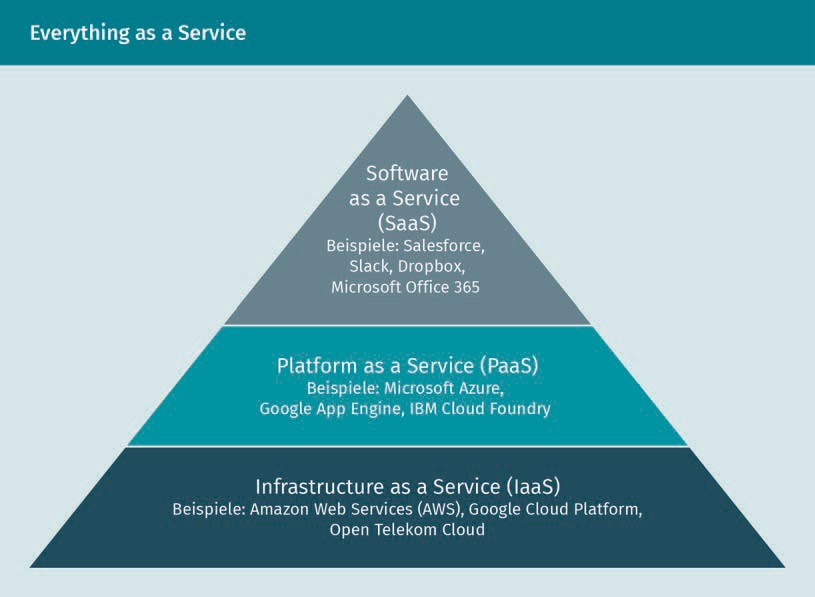 Everything as a Service
Software
as a Service
(SaaS)
Beispiele: Salesforce,
Slack, Dropbox,
Microsoft Office 365
Platform as a Service (PaaS)
Beispiele: Microsoft Azure,
Google App Engine, IBM Cloud Foundry
Infrastructure as a Service (IaaS)
Beispiele: Amazon Web Services (AWS), Google Cloud Platform,
Open Telekom Cloud